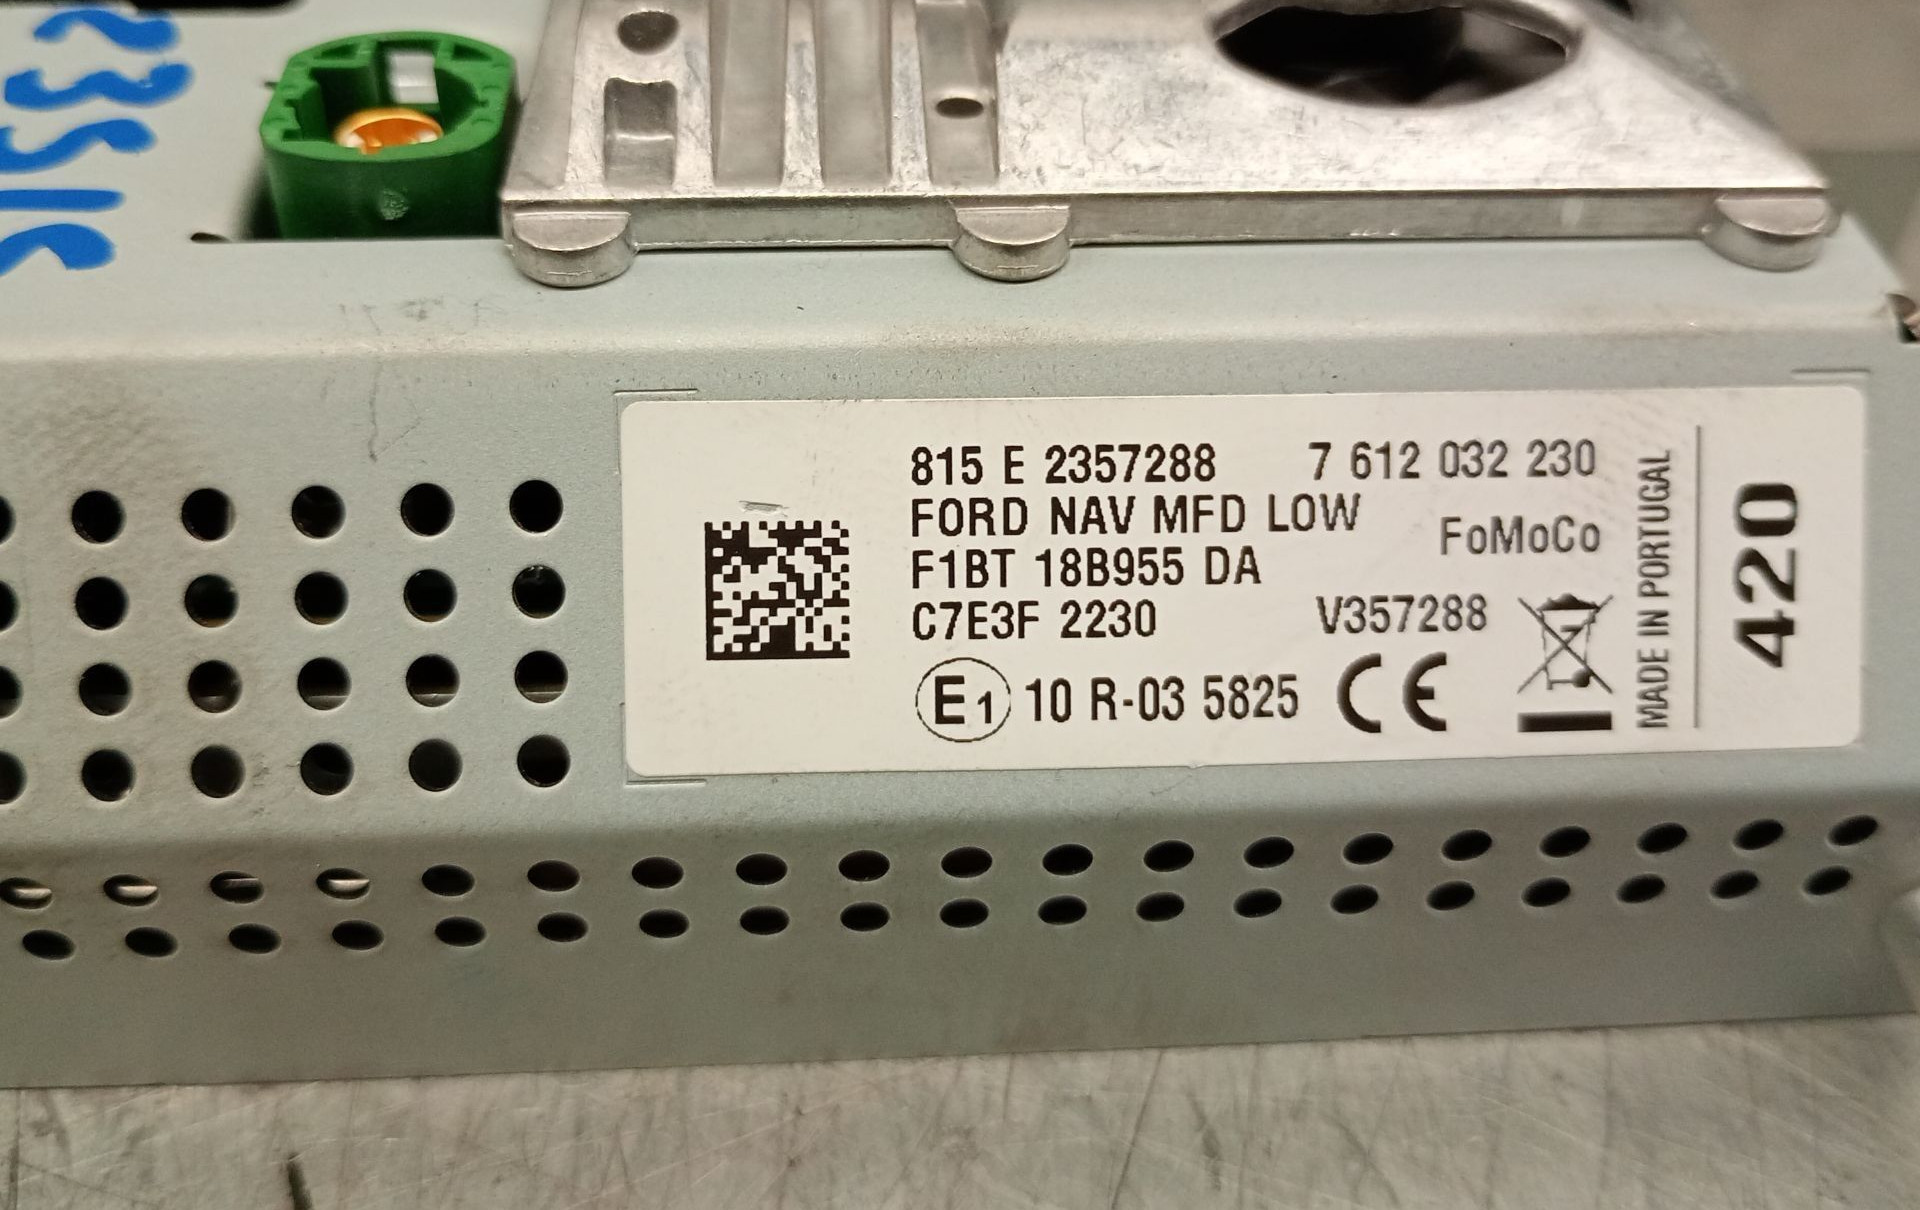 815 E 2357288 7 612 032 230
FORD NAV MFD LOW
FoMoCo
F1BT 18B955 DA
C7E3F 2230 V357288
E1 10 R-03 5825 CE
MADE IN PORTUGAL
420